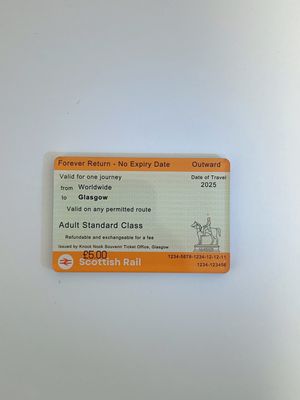 Forever Return - No Expiry Date Outward
Valid for one journey Date of Travel
from Worldwide 2025
to Glasgow
Valid on any permitted route
Adult Standard Class
Refundable and exchangeable for a fee
Issued by Knook Nook Souvenir Ticket Office, Glasgow
£5.00
Scottish Rail
1234-5678-1234-12-12-11
1234-123456